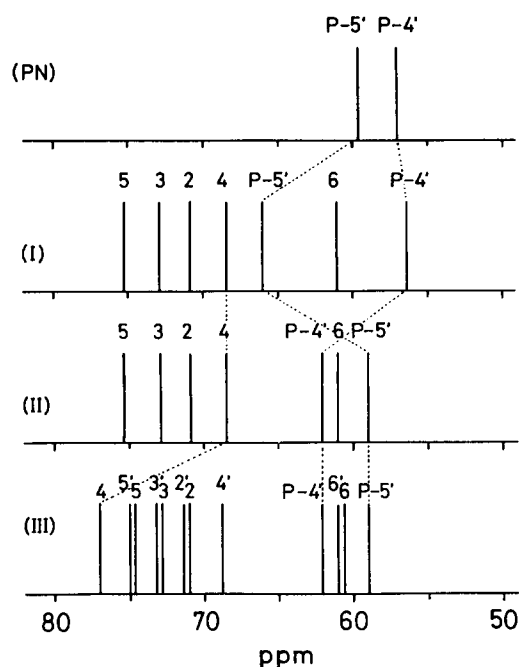 P-5' P-4'
(PN)
5 3 2 4 P-5' 6 P-4'
(I)
5 3 2 4 P-4' 6 P-5'
(II)
4 5' 5 3' 3 2' 2 4' P-4' 6' 6 P-5'
(III)
80 70 60 50
ppm